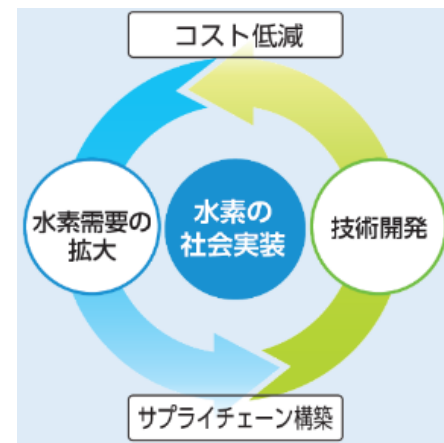 コスト低減
水素需要の
拡大
水素の
社会実装
技術開発
サプライチェーン構築